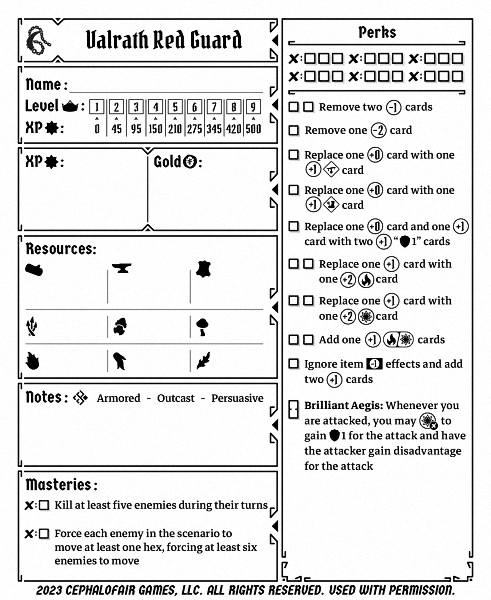 Valrath Red Guard
Name:
Level:
1 2 3 4 5 6 7 8 9
XP:
0 45 95 150 210 275 345 420 500
XP:
Gold:
Resources:
Notes: Armored - Outcast - Persuasive
Masteries:
Kill at least five enemies during their turns
Force each enemy in the scenario to
move at least one hex, forcing at least six
enemies to move
Perks
Remove two -1 cards
Remove one -2 card
Replace one +0 card with one
+1 card
Replace one +0 card with one
+1 card
Replace one +0 card and one +1
card with two +1 “1” cards
Replace one +1 card with
one +2 card
Replace one +1 card with
one +2 card
Add one +1 cards
Ignore item -1 effects and add
two +1 cards
Brilliant Aegis: Whenever you
are attacked, you may to
gain 1 for the attack and have
the attacker gain disadvantage
for the attack
2023 CEPHALOFAIR GAMES, LLC. ALL RIGHTS RESERVED. USED WITH PERMISSION.